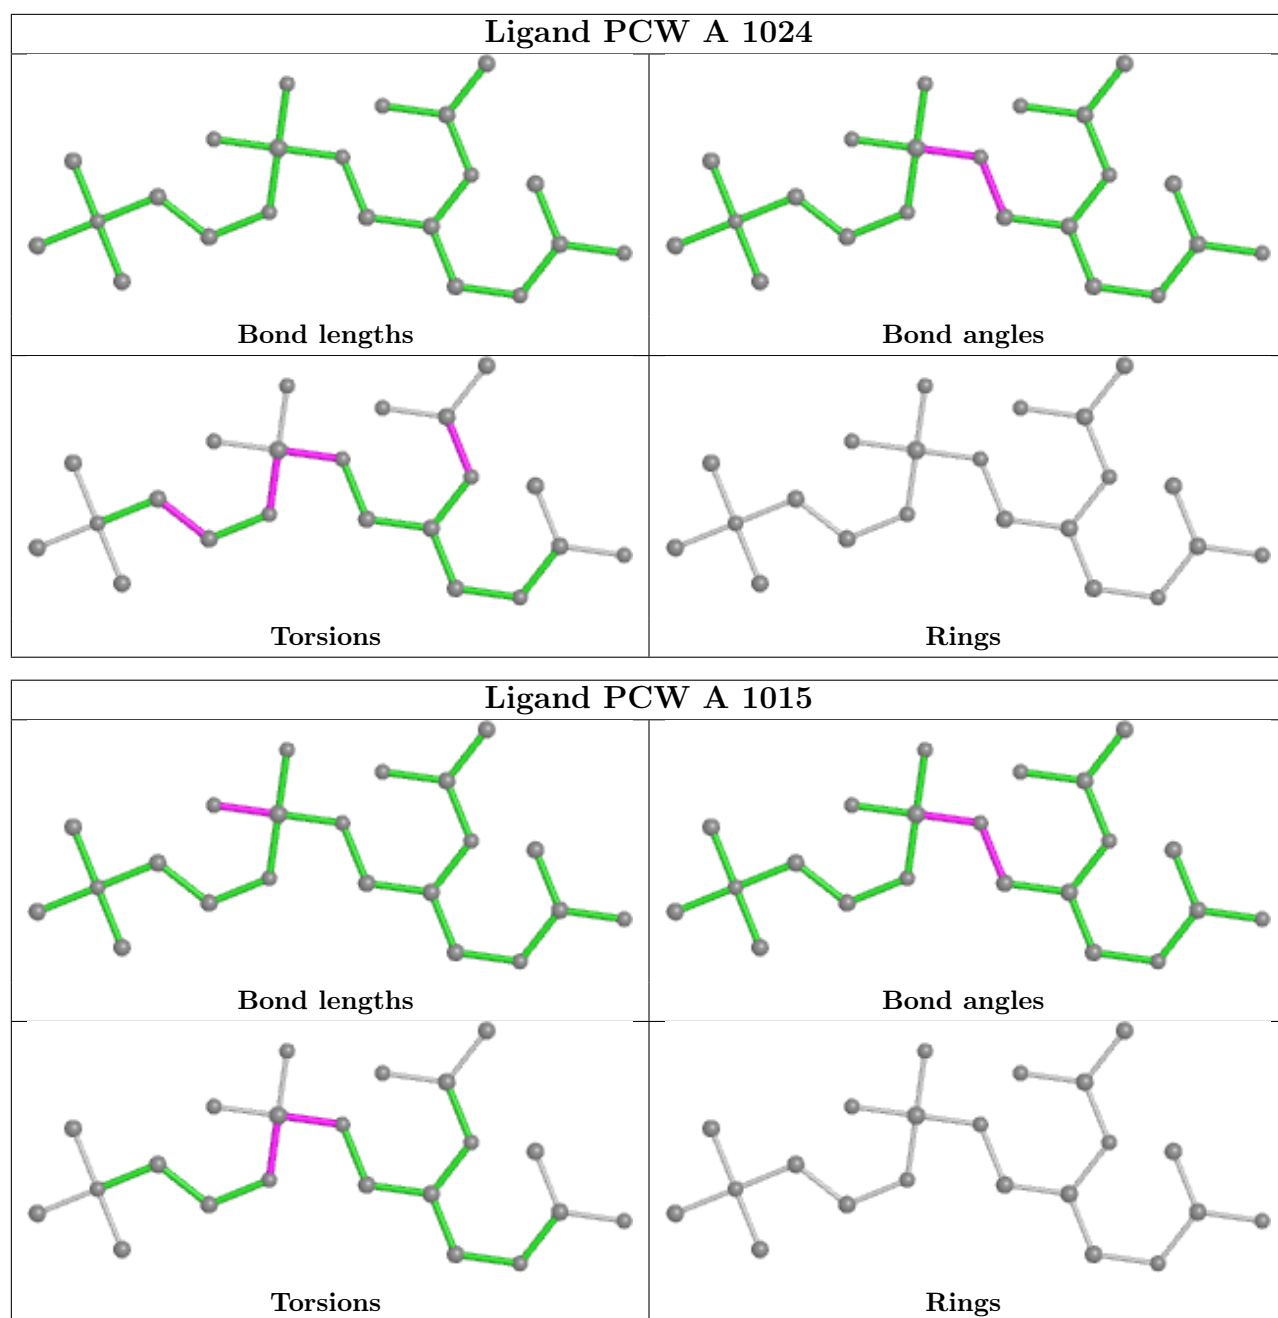 Ligand PCW A 1024
Bond lengths
Bond angles
Torsions
Rings
Ligand PCW A 1015
Bond lengths
Bond angles
Torsions
Rings